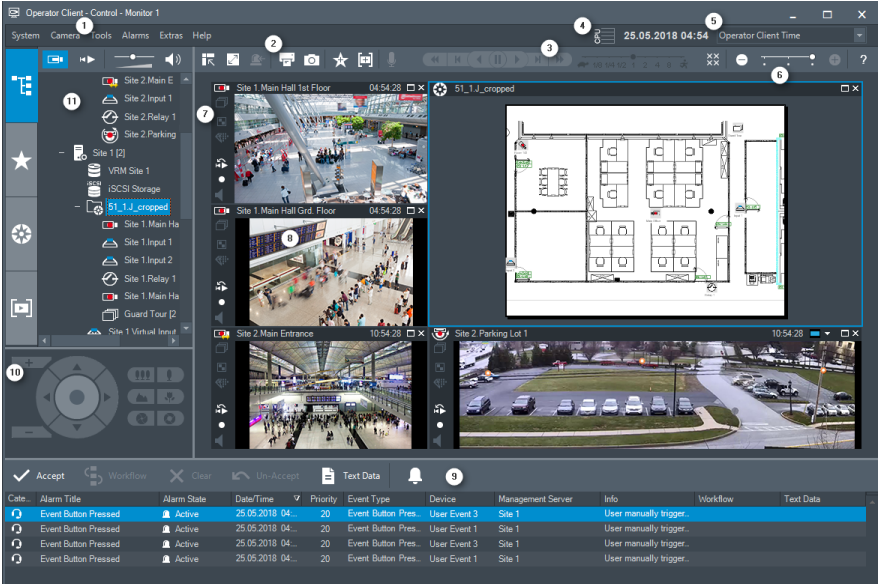 Operator Client - Control - Monitor 1
System Camera Tools Alarms Extras Help
1
2
3
4
5
25.05.2018 04:54
Operator Client Time
6
?
11
Site 2.Main E
Site 2.Input 1
Site 2.Relay 1
Site 2.Parking
Site 1 [2]
VRM Site 1
iSCSI Storage
51_1.J_cropped
Site 1.Main Ha
Site 1.Input 1
Site 1.Input 2
Site 1.Relay 1
Site 1.Main Ha
Guard Tour [2
Site 1.Virtual Input
7
Site 1.Main Hall 1st Floor 04:54:28
51_1.J_cropped
Site 1.Main Hall Grd. Floor 04:54:28
8
Site 2.Main Entrance 10:54:28
Site 2.Parking Lot 1 10:54:28
10
Accept Workflow Clear Un-Accept Text Data 9
Cate... Alarm Title Alarm State Date/Time Priority Event Type Device Management Server Info Workflow Text Data
Event Button Pressed Active 25.05.2018 04:... 20 Event Button Pres... User Event 3 Site 1 User manually trigger...
Event Button Pressed Active 25.05.2018 04:... 20 Event Button Pres... User Event 1 Site 1 User manually trigger...
Event Button Pressed Active 25.05.2018 04:... 20 Event Button Pres... User Event 3 Site 1 User manually trigger...
Event Button Pressed Active 25.05.2018 04:... 20 Event Button Pres... User Event 1 Site 1 User manually trigger...